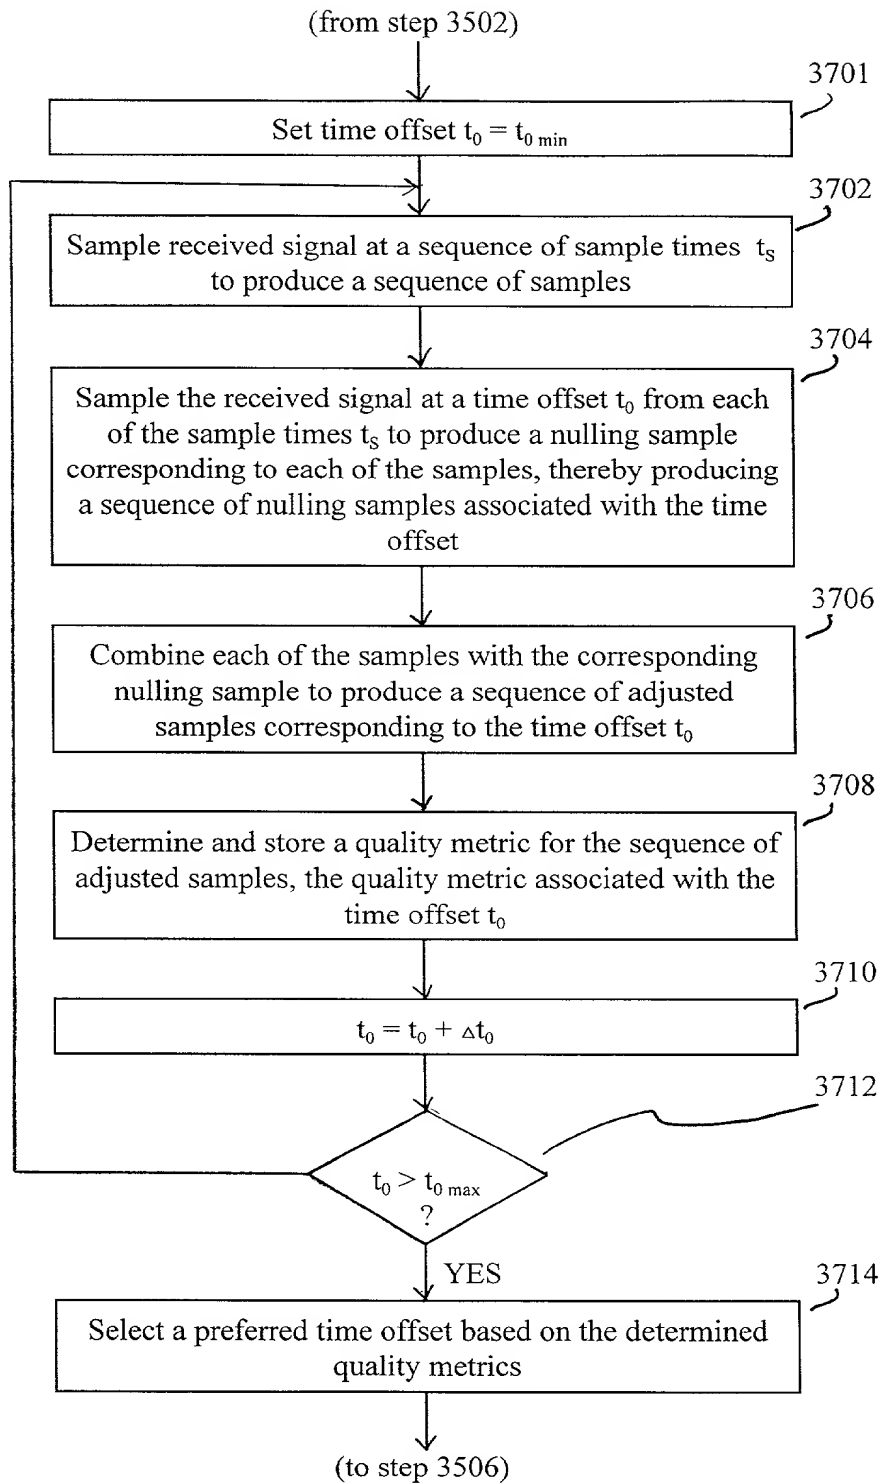 (from step 3502)
3701
Set time offset t₀ = t₀ min
3702
Sample received signal at a sequence of sample times tₛ
to produce a sequence of samples
3704
Sample the received signal at a time offset t₀ from each
of the sample times tₛ to produce a nulling sample
corresponding to each of the samples, thereby producing
a sequence of nulling samples associated with the time
offset
3706
Combine each of the samples with the corresponding
nulling sample to produce a sequence of adjusted
samples corresponding to the time offset t₀
3708
Determine and store a quality metric for the sequence of
adjusted samples, the quality metric associated with the
time offset t₀
3710
t₀ = t₀ + △t₀
3712
t₀ > t₀ max
?
YES
3714
Select a preferred time offset based on the determined
quality metrics
(to step 3506)